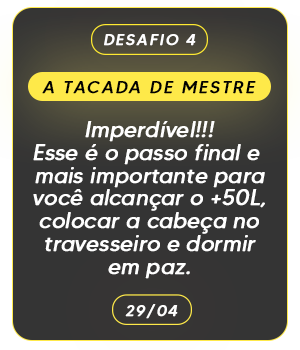 DESAFIO 4
A TACADA DE MESTRE
Imperdível!!!
Esse é o passo final e
mais importante para
você alcançar o +50L,
colocar a cabeça no
travesseiro e dormir
em paz.
29/04